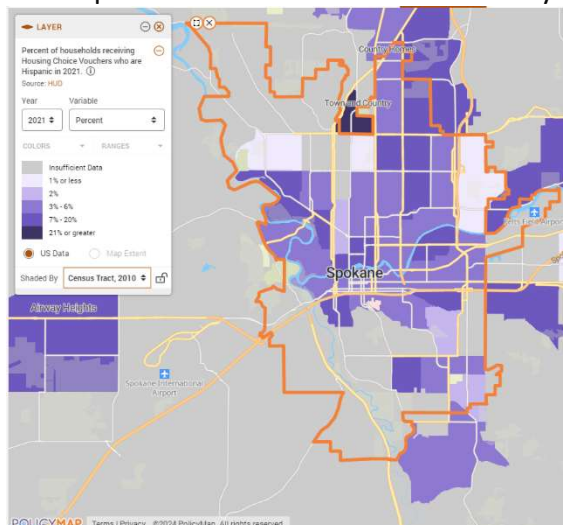 LAYER
Percent of households receiving
Housing Choice Vouchers who are
Hispanic in 2021.
Source: HUD
Year Variable
2021 Percent
COLORS RANGES
Insufficient Data
1% or less
2%
3% - 6%
7% - 20%
21% or greater
US Data Map Extent
Shaded By Census Tract, 2010
Country Homes
Town and Country
Spokane
Airway Heights
Spokane International
Airport
Felts Field Airport
POLICYMAP Terms | Privacy ©2024 PolicyMap. All rights reserved.